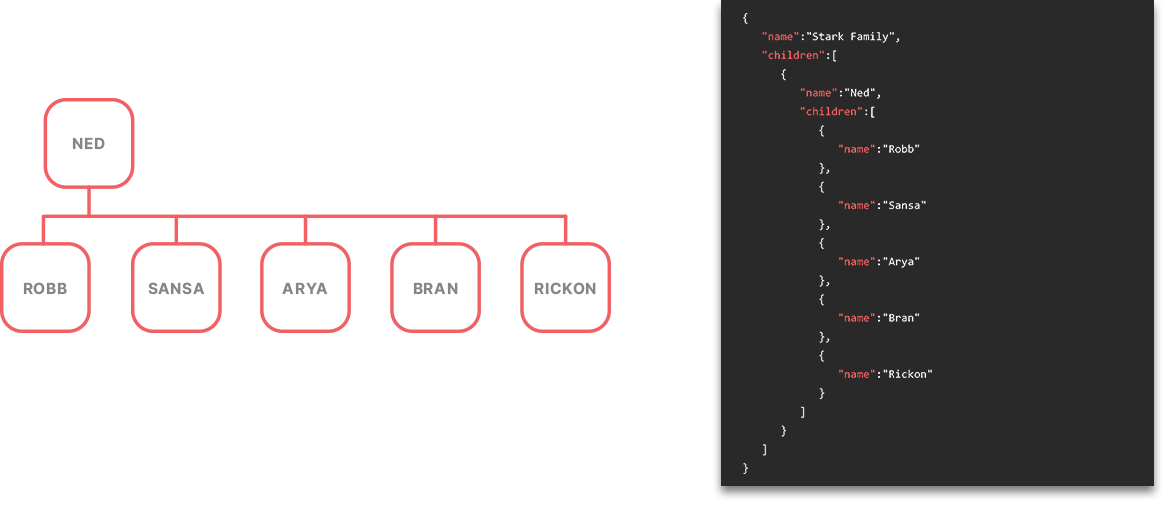 NED
ROBB
SANSA
ARYA
BRAN
RICKON
{
"name":"Stark Family",
"children":[
{
"name":"Ned",
"children":[
{
"name":"Robb"
},
{
"name":"Sansa"
},
{
"name":"Arya"
},
{
"name":"Bran"
},
{
"name":"Rickon"
}
]
}
]
}